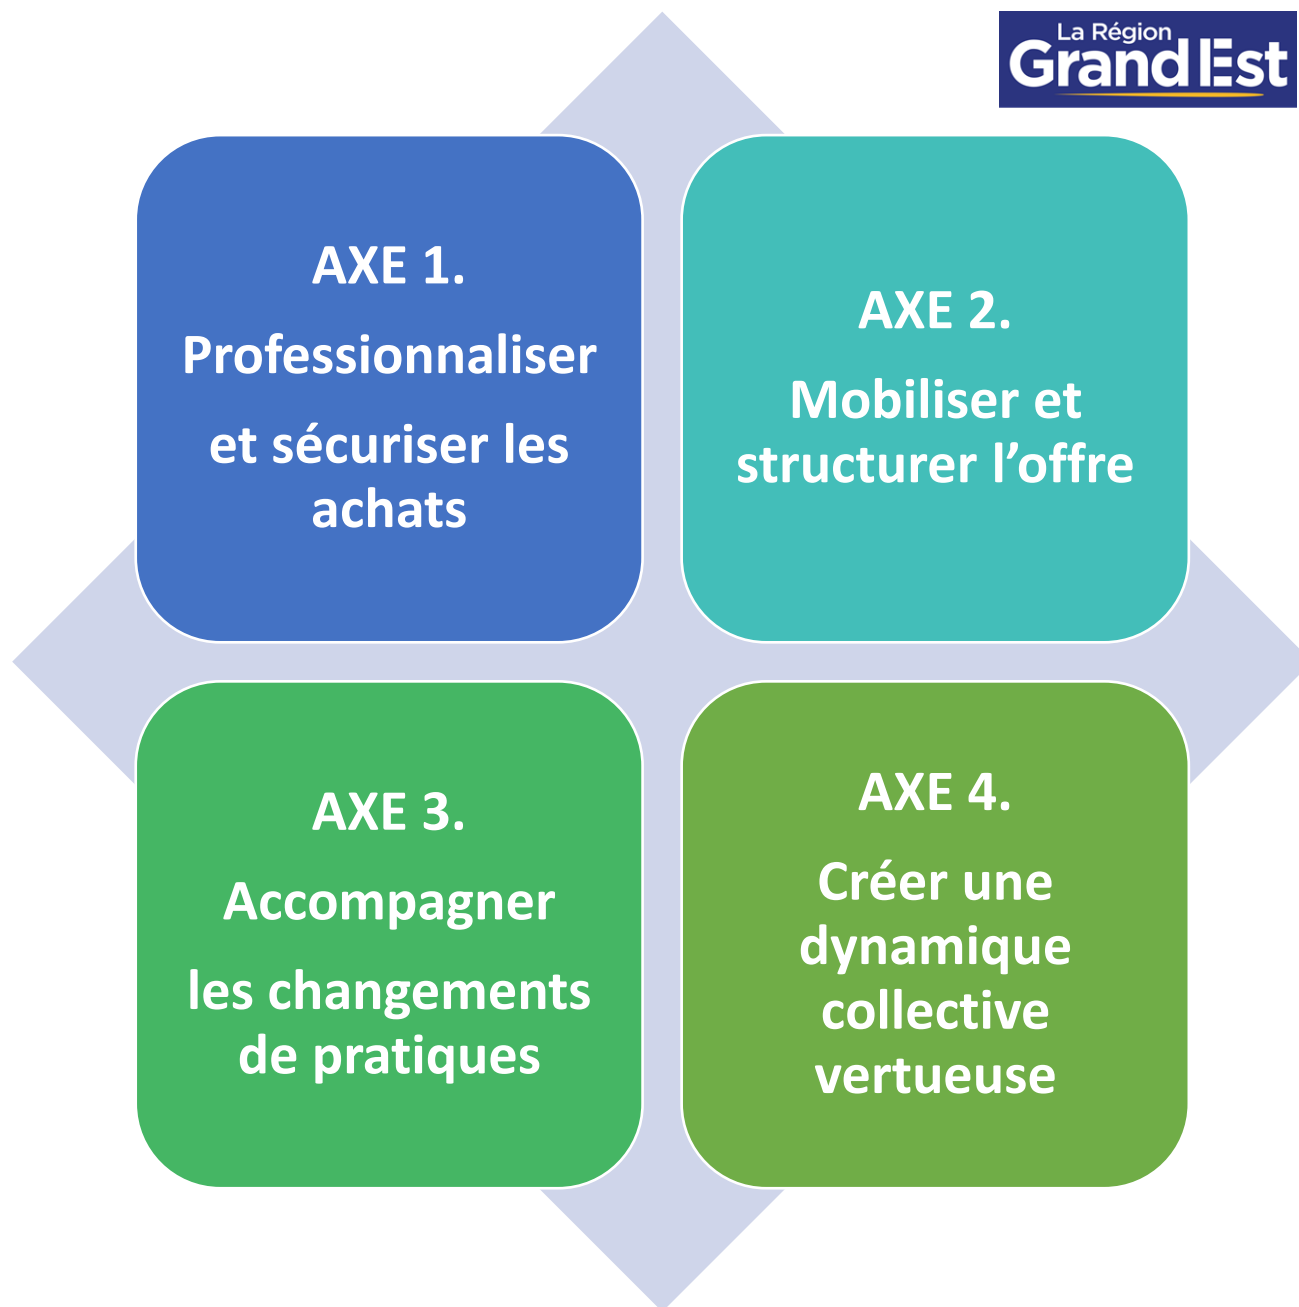 La Région
Grand Est
AXE 1.
Professionnaliser
et sécuriser les
achats
AXE 2.
Mobiliser et
structurer l’offre
AXE 3.
Accompagner
les changements
de pratiques
AXE 4.
Créer une
dynamique
collective
vertueuse